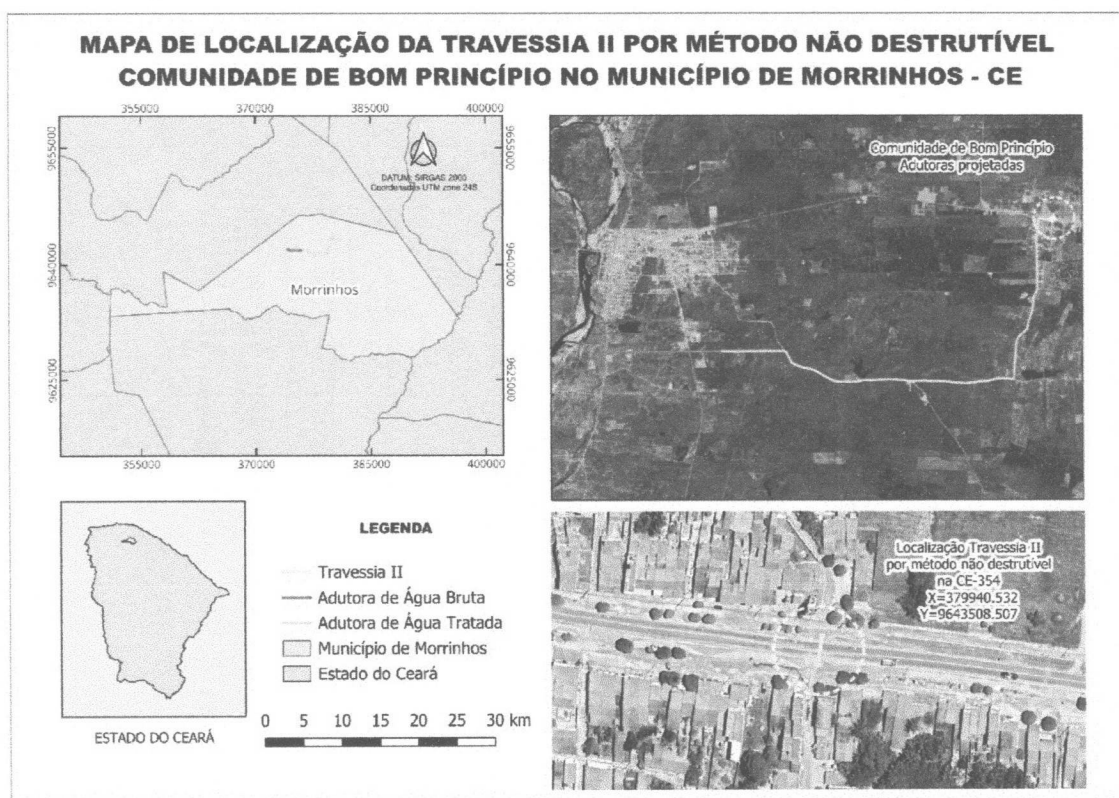 MAPA DE LOCALIZAÇÃO DA TRAVESSIA II POR MÉTODO NÃO DESTRUTÍVEL
COMUNIDADE DE BOM PRINCÍPIO NO MUNICÍPIO DE MORRINHOS - CE
355000 370000 385000 400000
9655000
9640000
9625000
DATUM: SIRGAS 2000
Coordenadas UTM zone 24S
Morrinhos
9655000
9640000
9625000
355000 370000 385000 400000
Comunidade de Bom Princípio
Adutoras projetadas
ESTADO DO CEARÁ
LEGENDA
Travessia II
Adutora de Água Bruta
Adutora de Água Tratada
Município de Morrinhos
Estado do Ceará
0 5 10 15 20 25 30 km
Localização Travessia II
por método não destrutível
na CE-354
X=379940.532
Y=9643508.507